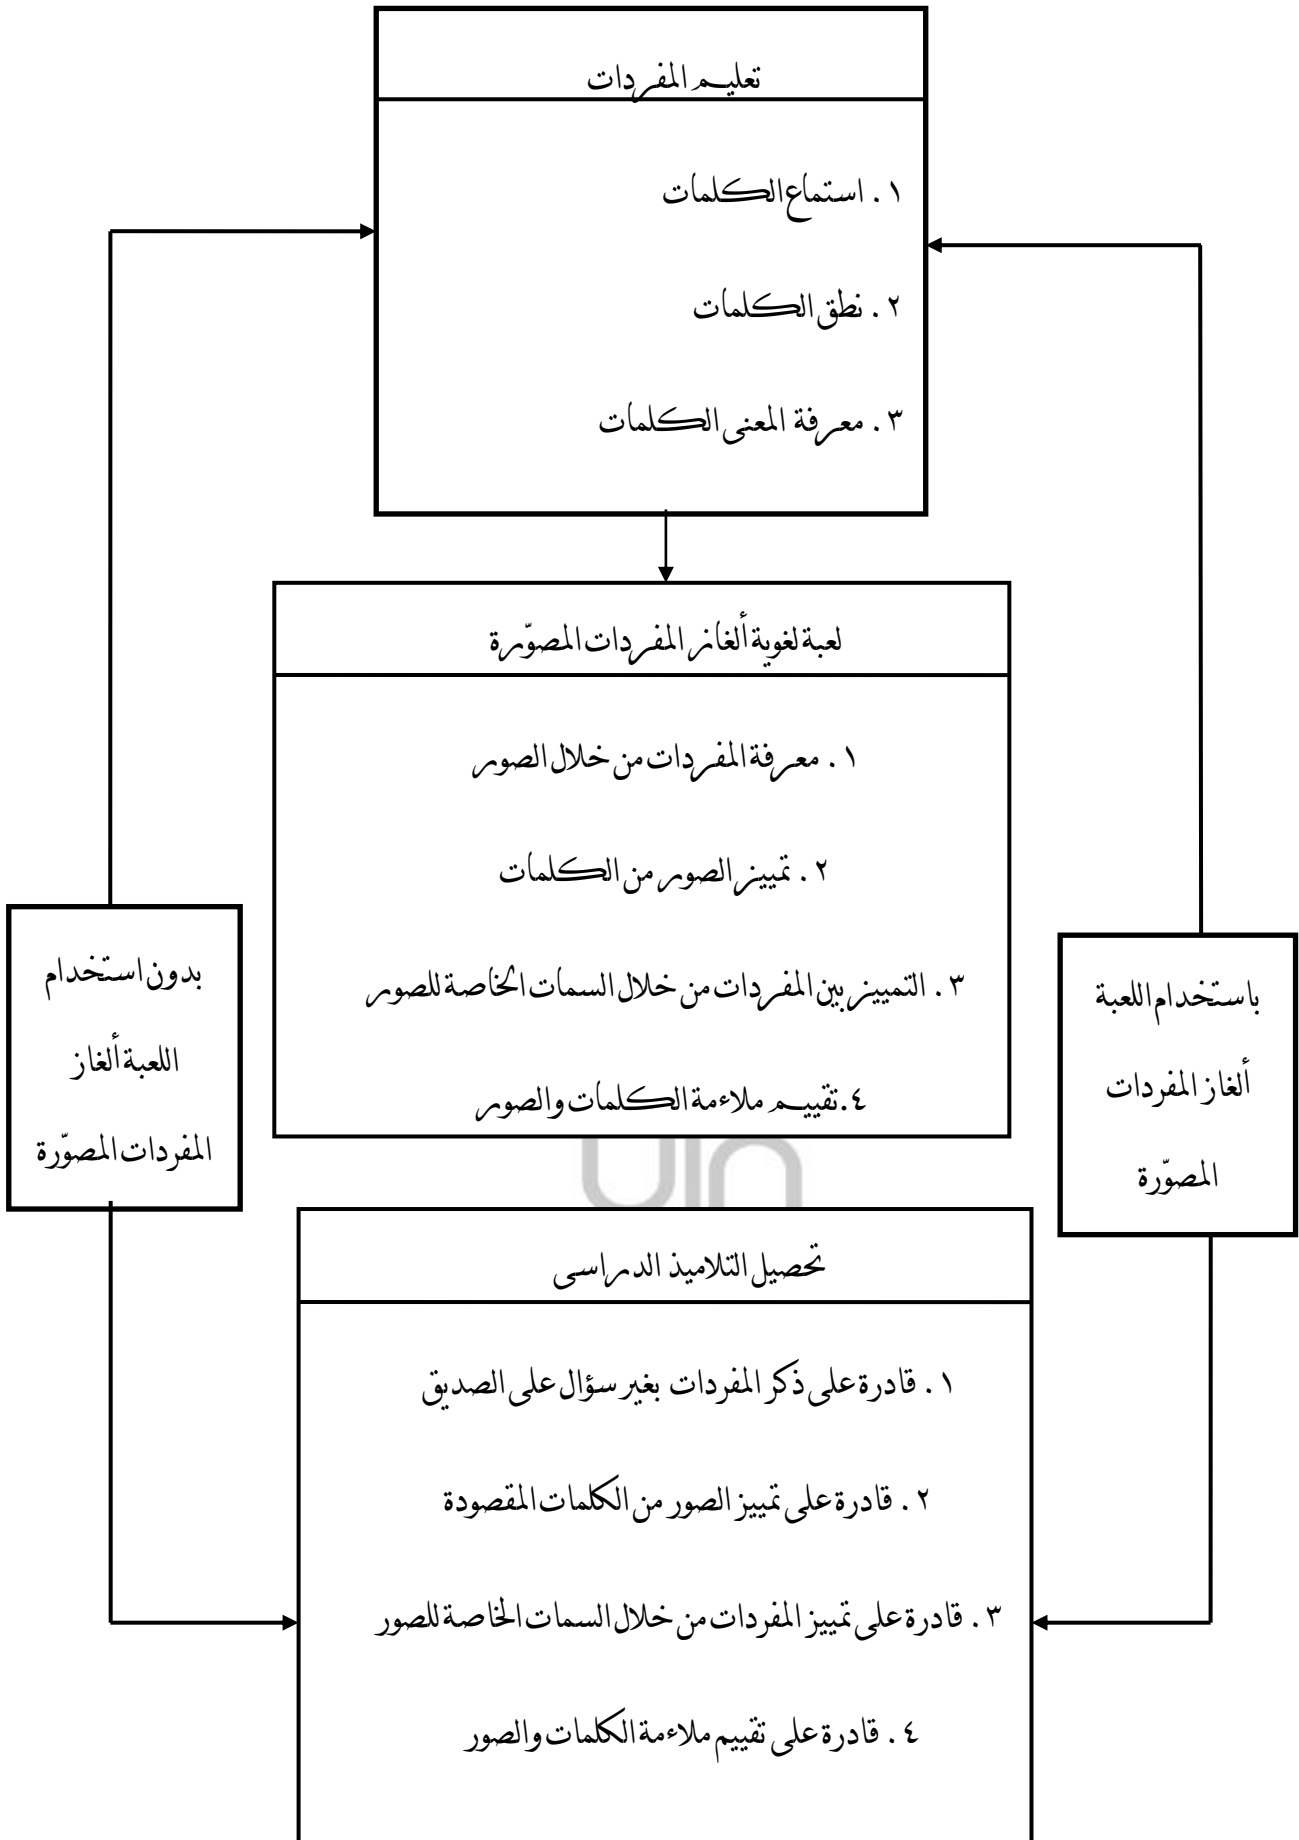 تعليم المفردات
١. استماع الكلمات
٢. نطق الكلمات
٣. معرفة المعنى الكلمات
لعبة لغوية ألغاز المفردات المصوّرة
١. معرفة المفردات من خلال الصور
٢. تمييز الصور من الكلمات
٣. التمييز بين المفردات من خلال السمات الخاصة للصور
٤.تقييم ملاءمة الكلمات والصور
باستخدام اللعبة
ألغاز المفردات
المصوّرة
بدون استخدام
اللعبة ألغاز
المفردات المصوّرة
uin
تحصيل التلاميذ الدراسى
١. قادرة على ذكر المفردات بغير سؤال على الصديق
٢. قادرة على تمييز الصور من الكلمات المقصودة
٣. قادرة على تمييز المفردات من خلال السمات الخاصة للصور
٤. قادرة على تقييم ملاءمة الكلمات والصور